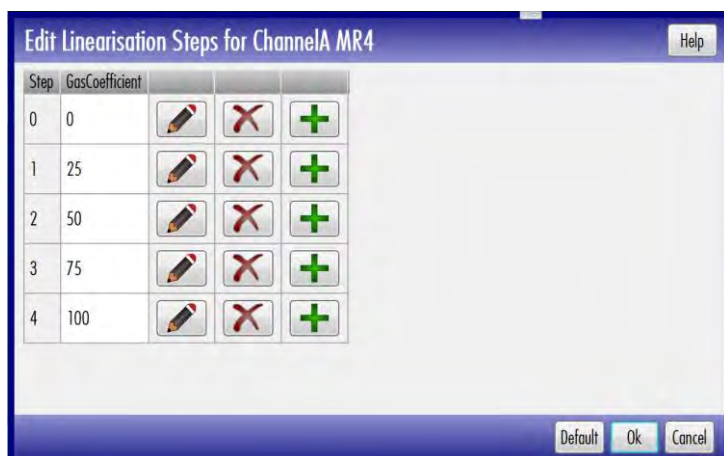 Edit Linearisation Steps for ChannelA MR4 Help
Step GasCoefficient
0 0
1 25
2 50
3 75
4 100
Default Ok Cancel